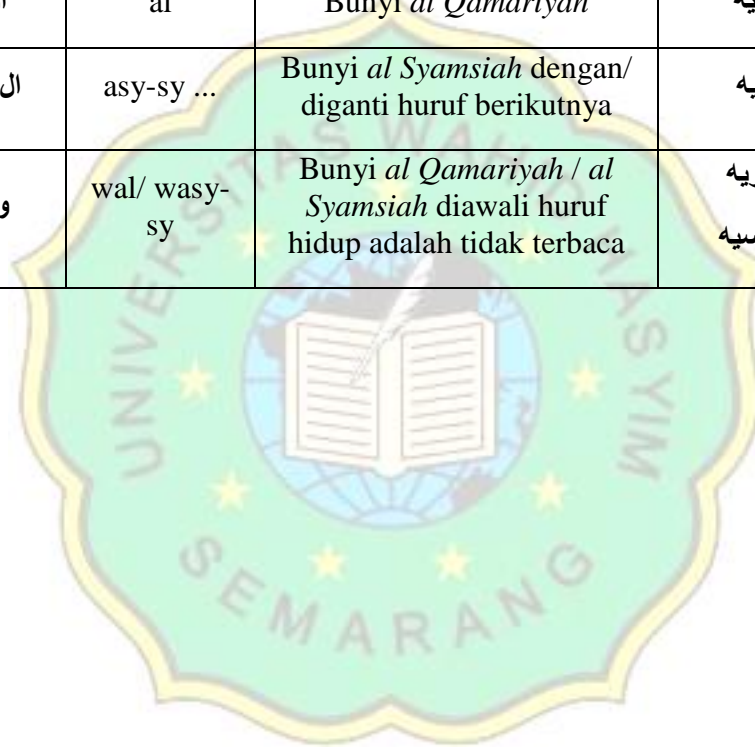 al
Bunyi al Qamariyah
ال
asy-sy ...
Bunyi al Syamsiah dengan/
diganti huruf berikutnya
wal/ wasy-
sy
Bunyi al Qamariyah / al
Syamsiah diawali huruf
hidup adalah tidak terbaca
UNIVERSITAS WAHID HASYIM
SEMARANG